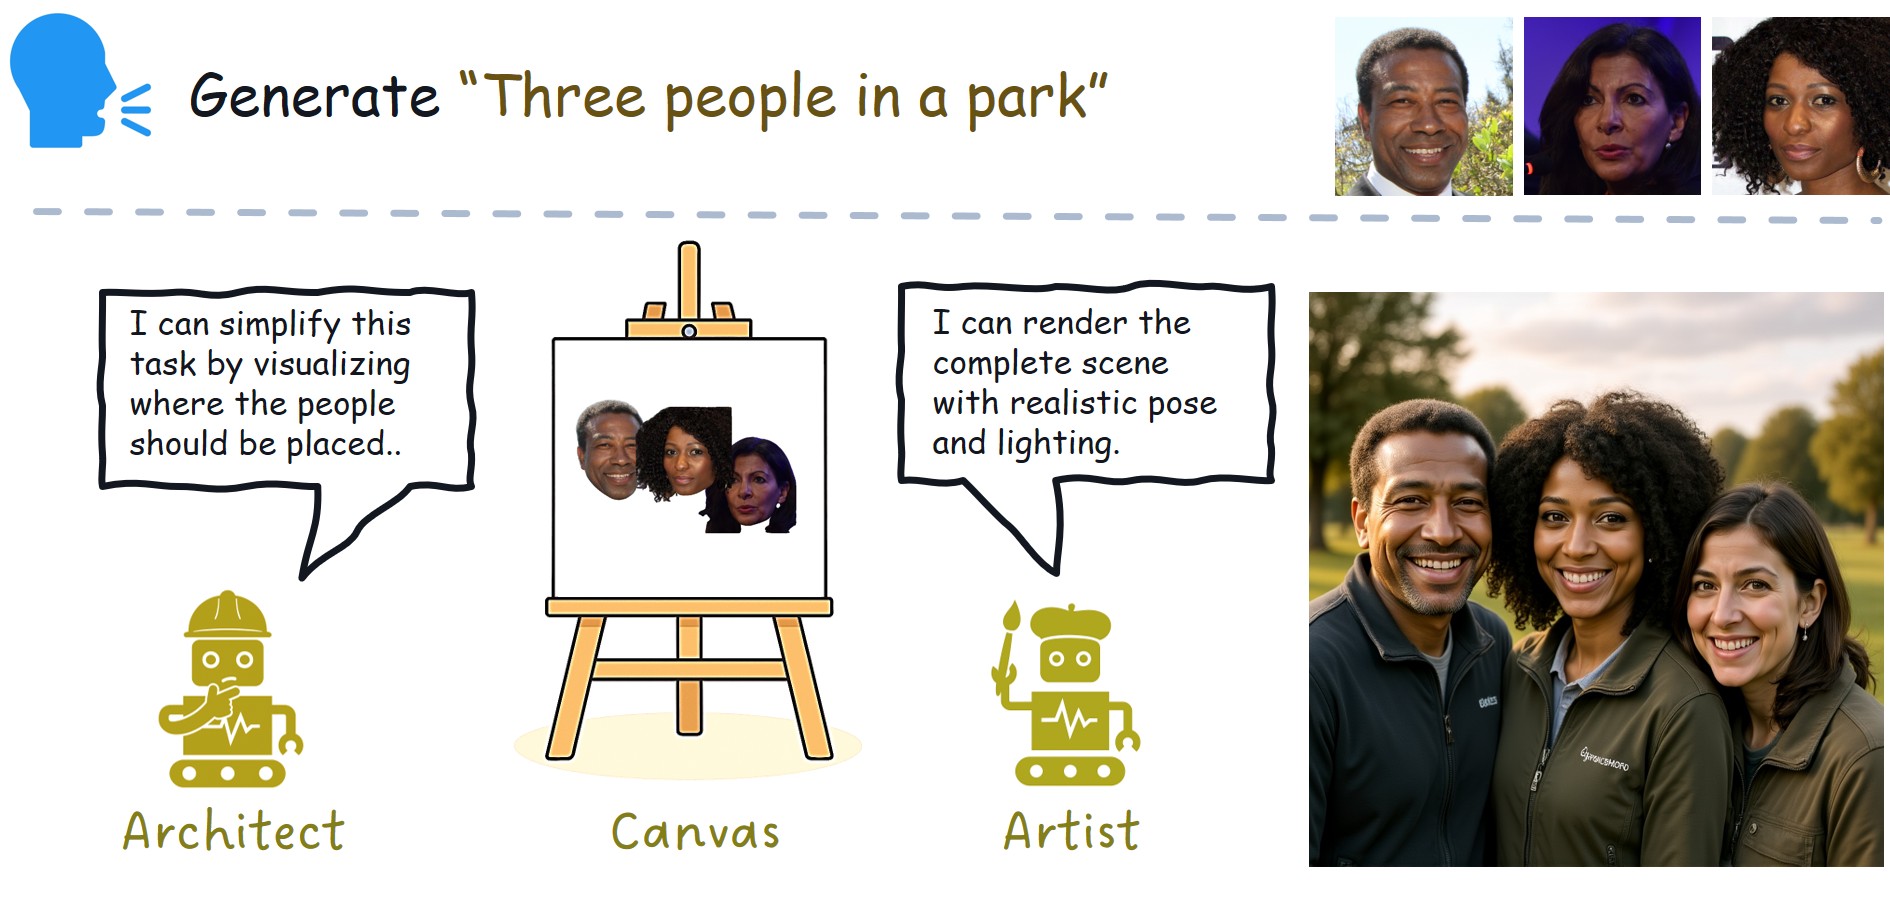 Generate “Three people in a park”
I can simplify this
task by visualizing
where the people
should be placed..
I can render the
complete scene
with realistic pose
and lighting.
Architect
Canvas
Artist